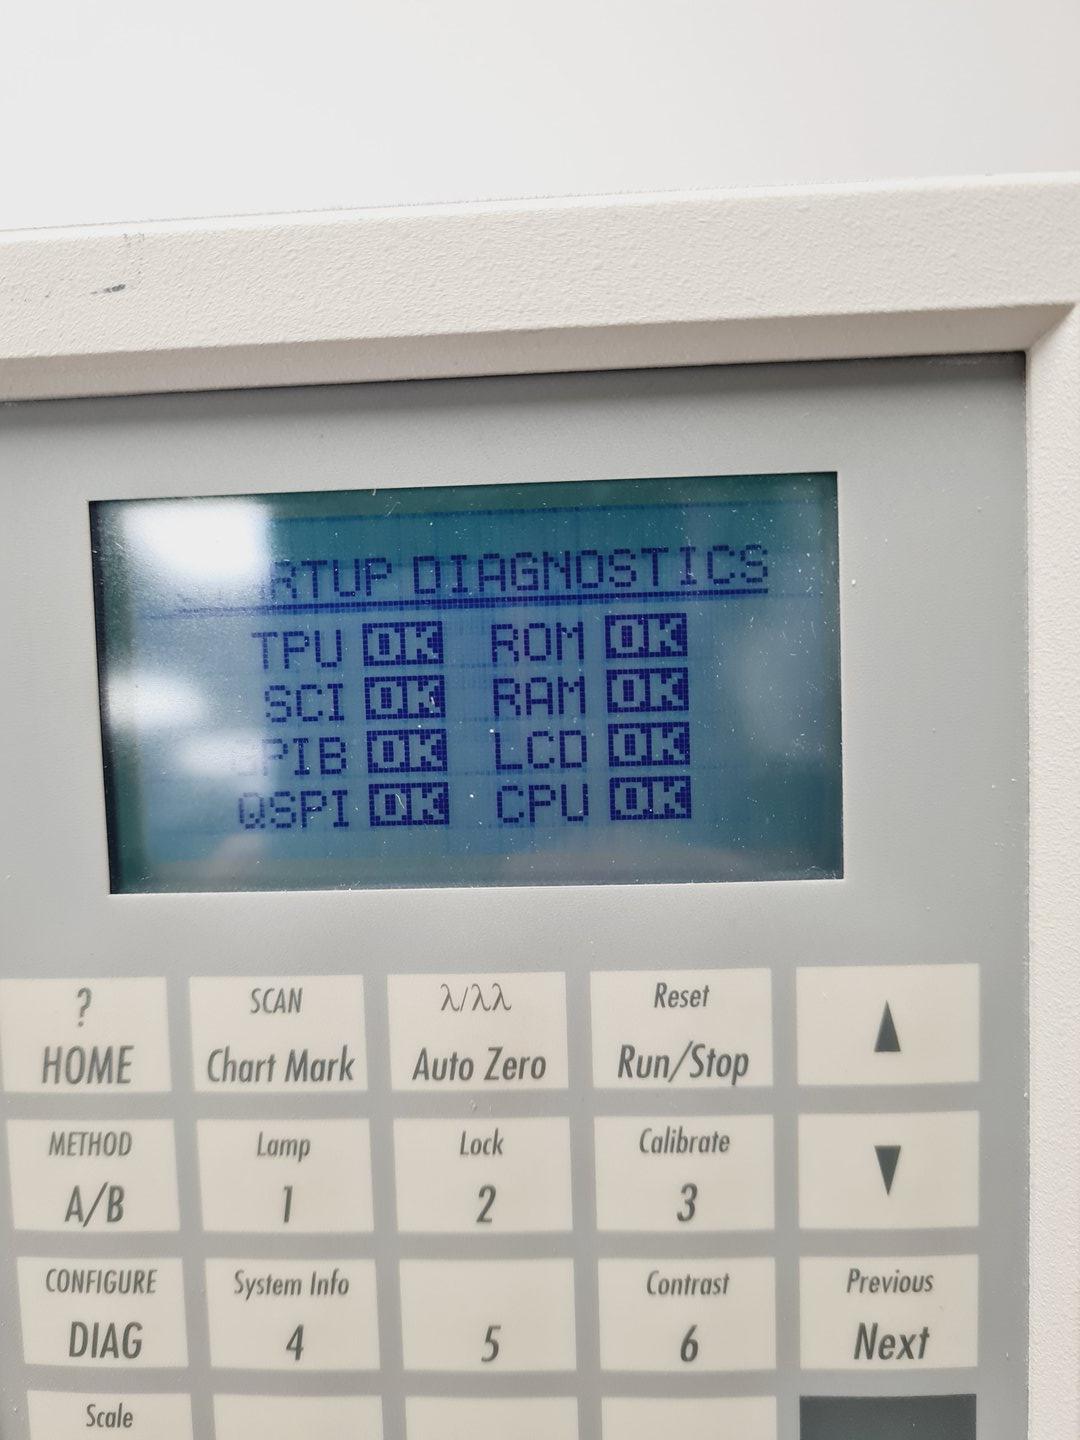 DIAGNOSTICS
TPU OK ROM OK
SCI OK RAM OK
OK LCD OK
QSPI OK CPU OK
? SCAN λ/λλ Reset
HOME Chart Mark Auto Zero Run/Stop ▲
METHOD Lamp Lock Calibrate
A/B 1 2 3 ▼
CONFIGURE System Info Contrast Previous
DIAG 4 5 6 Next
Scale